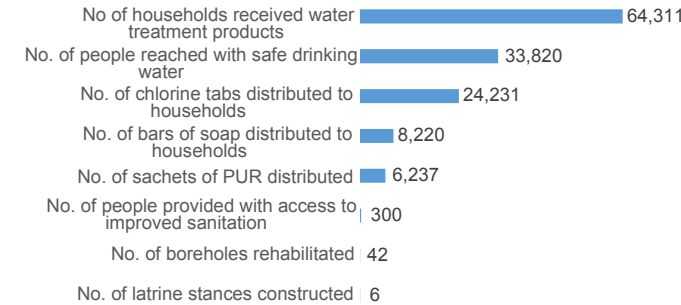 No of households received water
treatment products
64,311
No. of people reached with safe drinking
water
33,820
No. of chlorine tabs distributed to
households
24,231
No. of bars of soap distributed to
households
8,220
No. of sachets of PUR distributed
6,237
No. of people provided with access to
improved sanitation
300
No. of boreholes rehabilitated
42
No. of latrine stances constructed
6